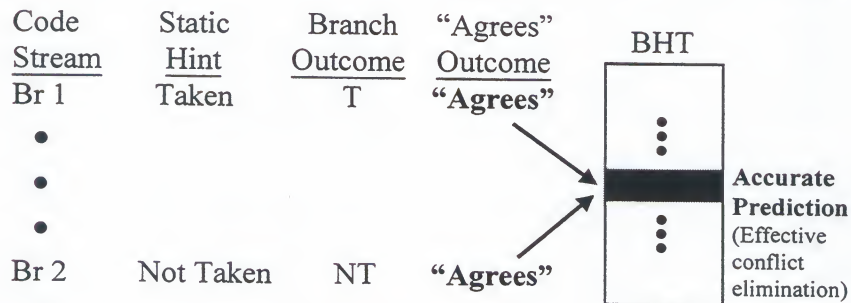 Code Static Branch “Agrees” BHT
Stream Hint Outcome Outcome
Br 1 Taken T “Agrees”
Br 2 Not Taken NT “Agrees”
Accurate
Prediction
(Effective
conflict
elimination)